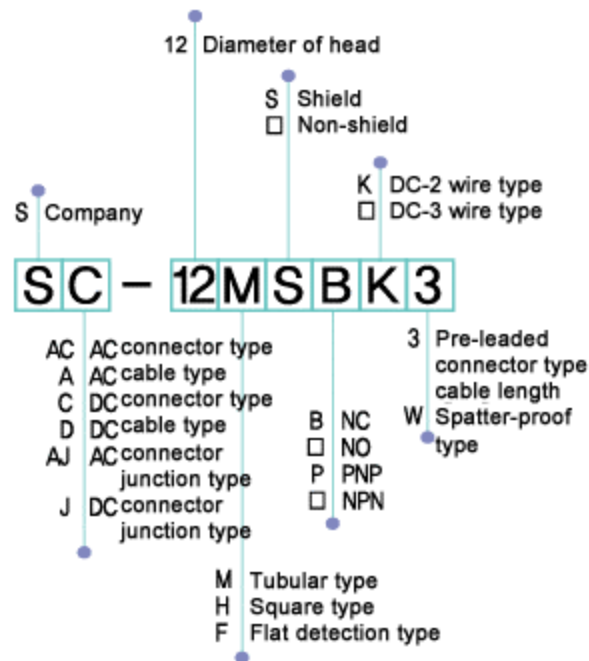 12 Diameter of head
S Shield
□ Non-shield
K DC-2 wire type
□ DC-3 wire type
S Company
SC-12MSBK3
AC AC connector type
A AC cable type
C DC connector type
D DC cable type
AJ AC connector
junction type
J DC connector
junction type
B NC
□ NO
P PNP
□ NPN
3 Pre-leaded
connector type
cable length
W Spatter-proof
type
M Tubular type
H Square type
F Flat detection type